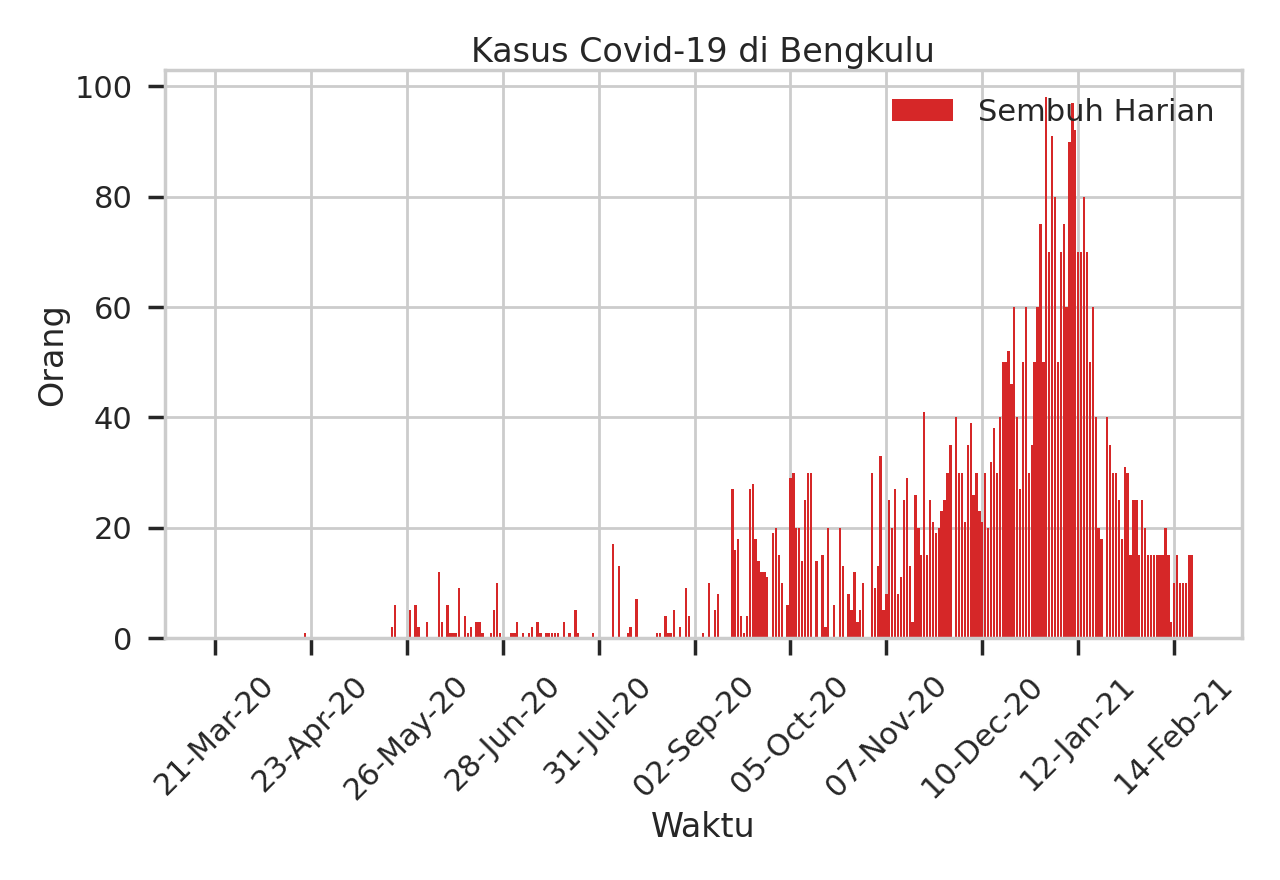 Kasus Covid-19 di Bengkulu
Sembuh Harian
Orang
100
80
60
40
20
0
21-Mar-20
23-Apr-20
26-May-20
28-Jun-20
31-Jul-20
02-Sep-20
05-Oct-20
07-Nov-20
10-Dec-20
12-Jan-21
14-Feb-21
Waktu